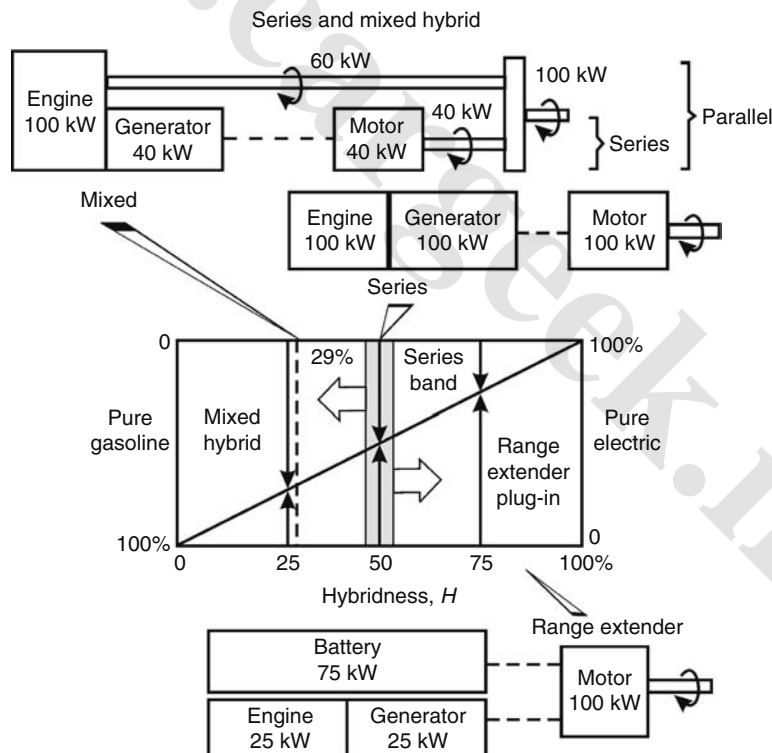 Series and mixed hybrid
60 kW
100 kW
Engine
100 kW
Generator
40 kW
Motor
40 kW
40 kW
Series
Parallel
Mixed
Engine
100 kW
Generator
100 kW
Motor
100 kW
Series
0
100%
29%
Series
band
Pure
gasoline
Mixed
hybrid
Range
extender
plug-in
Pure
electric
100%
0
0
25
50
75
100%
Hybridness, H
Range extender
Battery
75 kW
Engine
25 kW
Generator
25 kW
Motor
100 kW
cargeek.